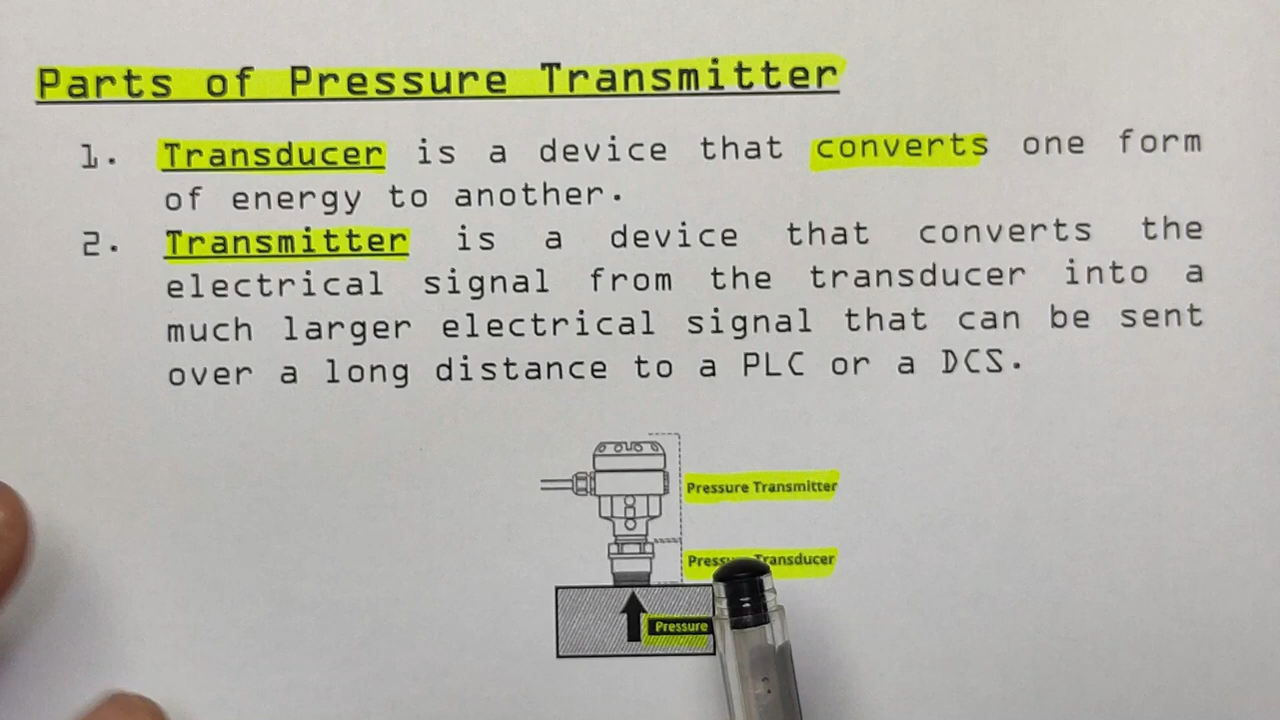 Parts of Pressure Transmitter
1. Transducer is a device that converts one form
of energy to another.
2. Transmitter is a device that converts the
electrical signal from the transducer into a
much larger electrical signal that can be sent
over a long distance to a PLC or a DCS.
Pressure Transmitter
Pressure Transducer
Pressure